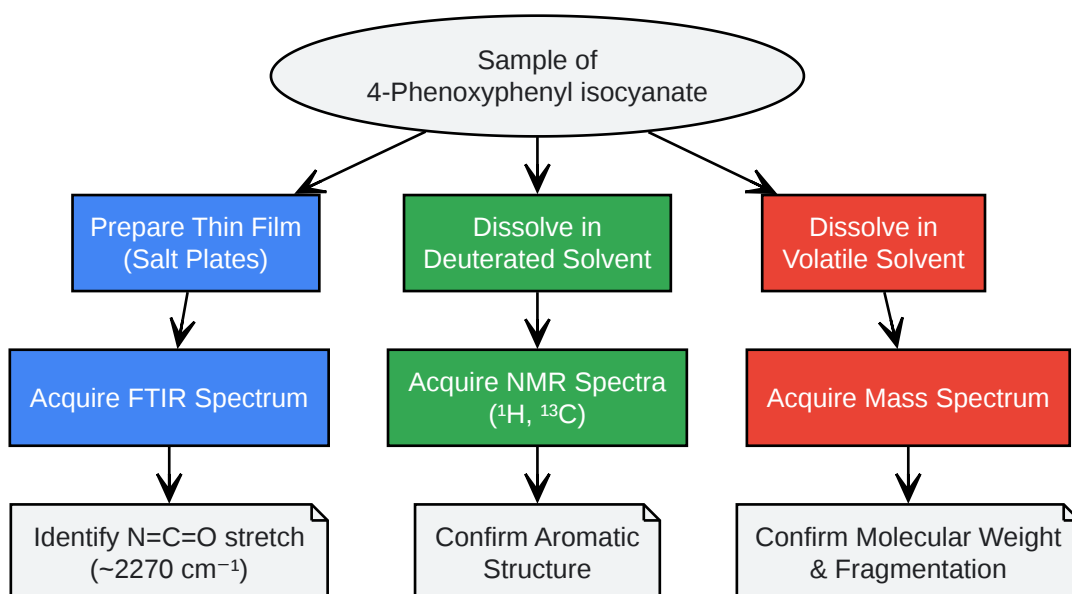 Sample of
4-Phenoxyphenyl isocyanate
Prepare Thin Film
(Salt Plates)
Dissolve in
Deuterated Solvent
Dissolve in
Volatile Solvent
Acquire FTIR Spectrum
Acquire NMR Spectra
(¹H, ¹³C)
Acquire Mass Spectrum
Identify N=C=O stretch
(~2270 cm⁻¹)
Confirm Aromatic
Structure
Confirm Molecular Weight
& Fragmentation